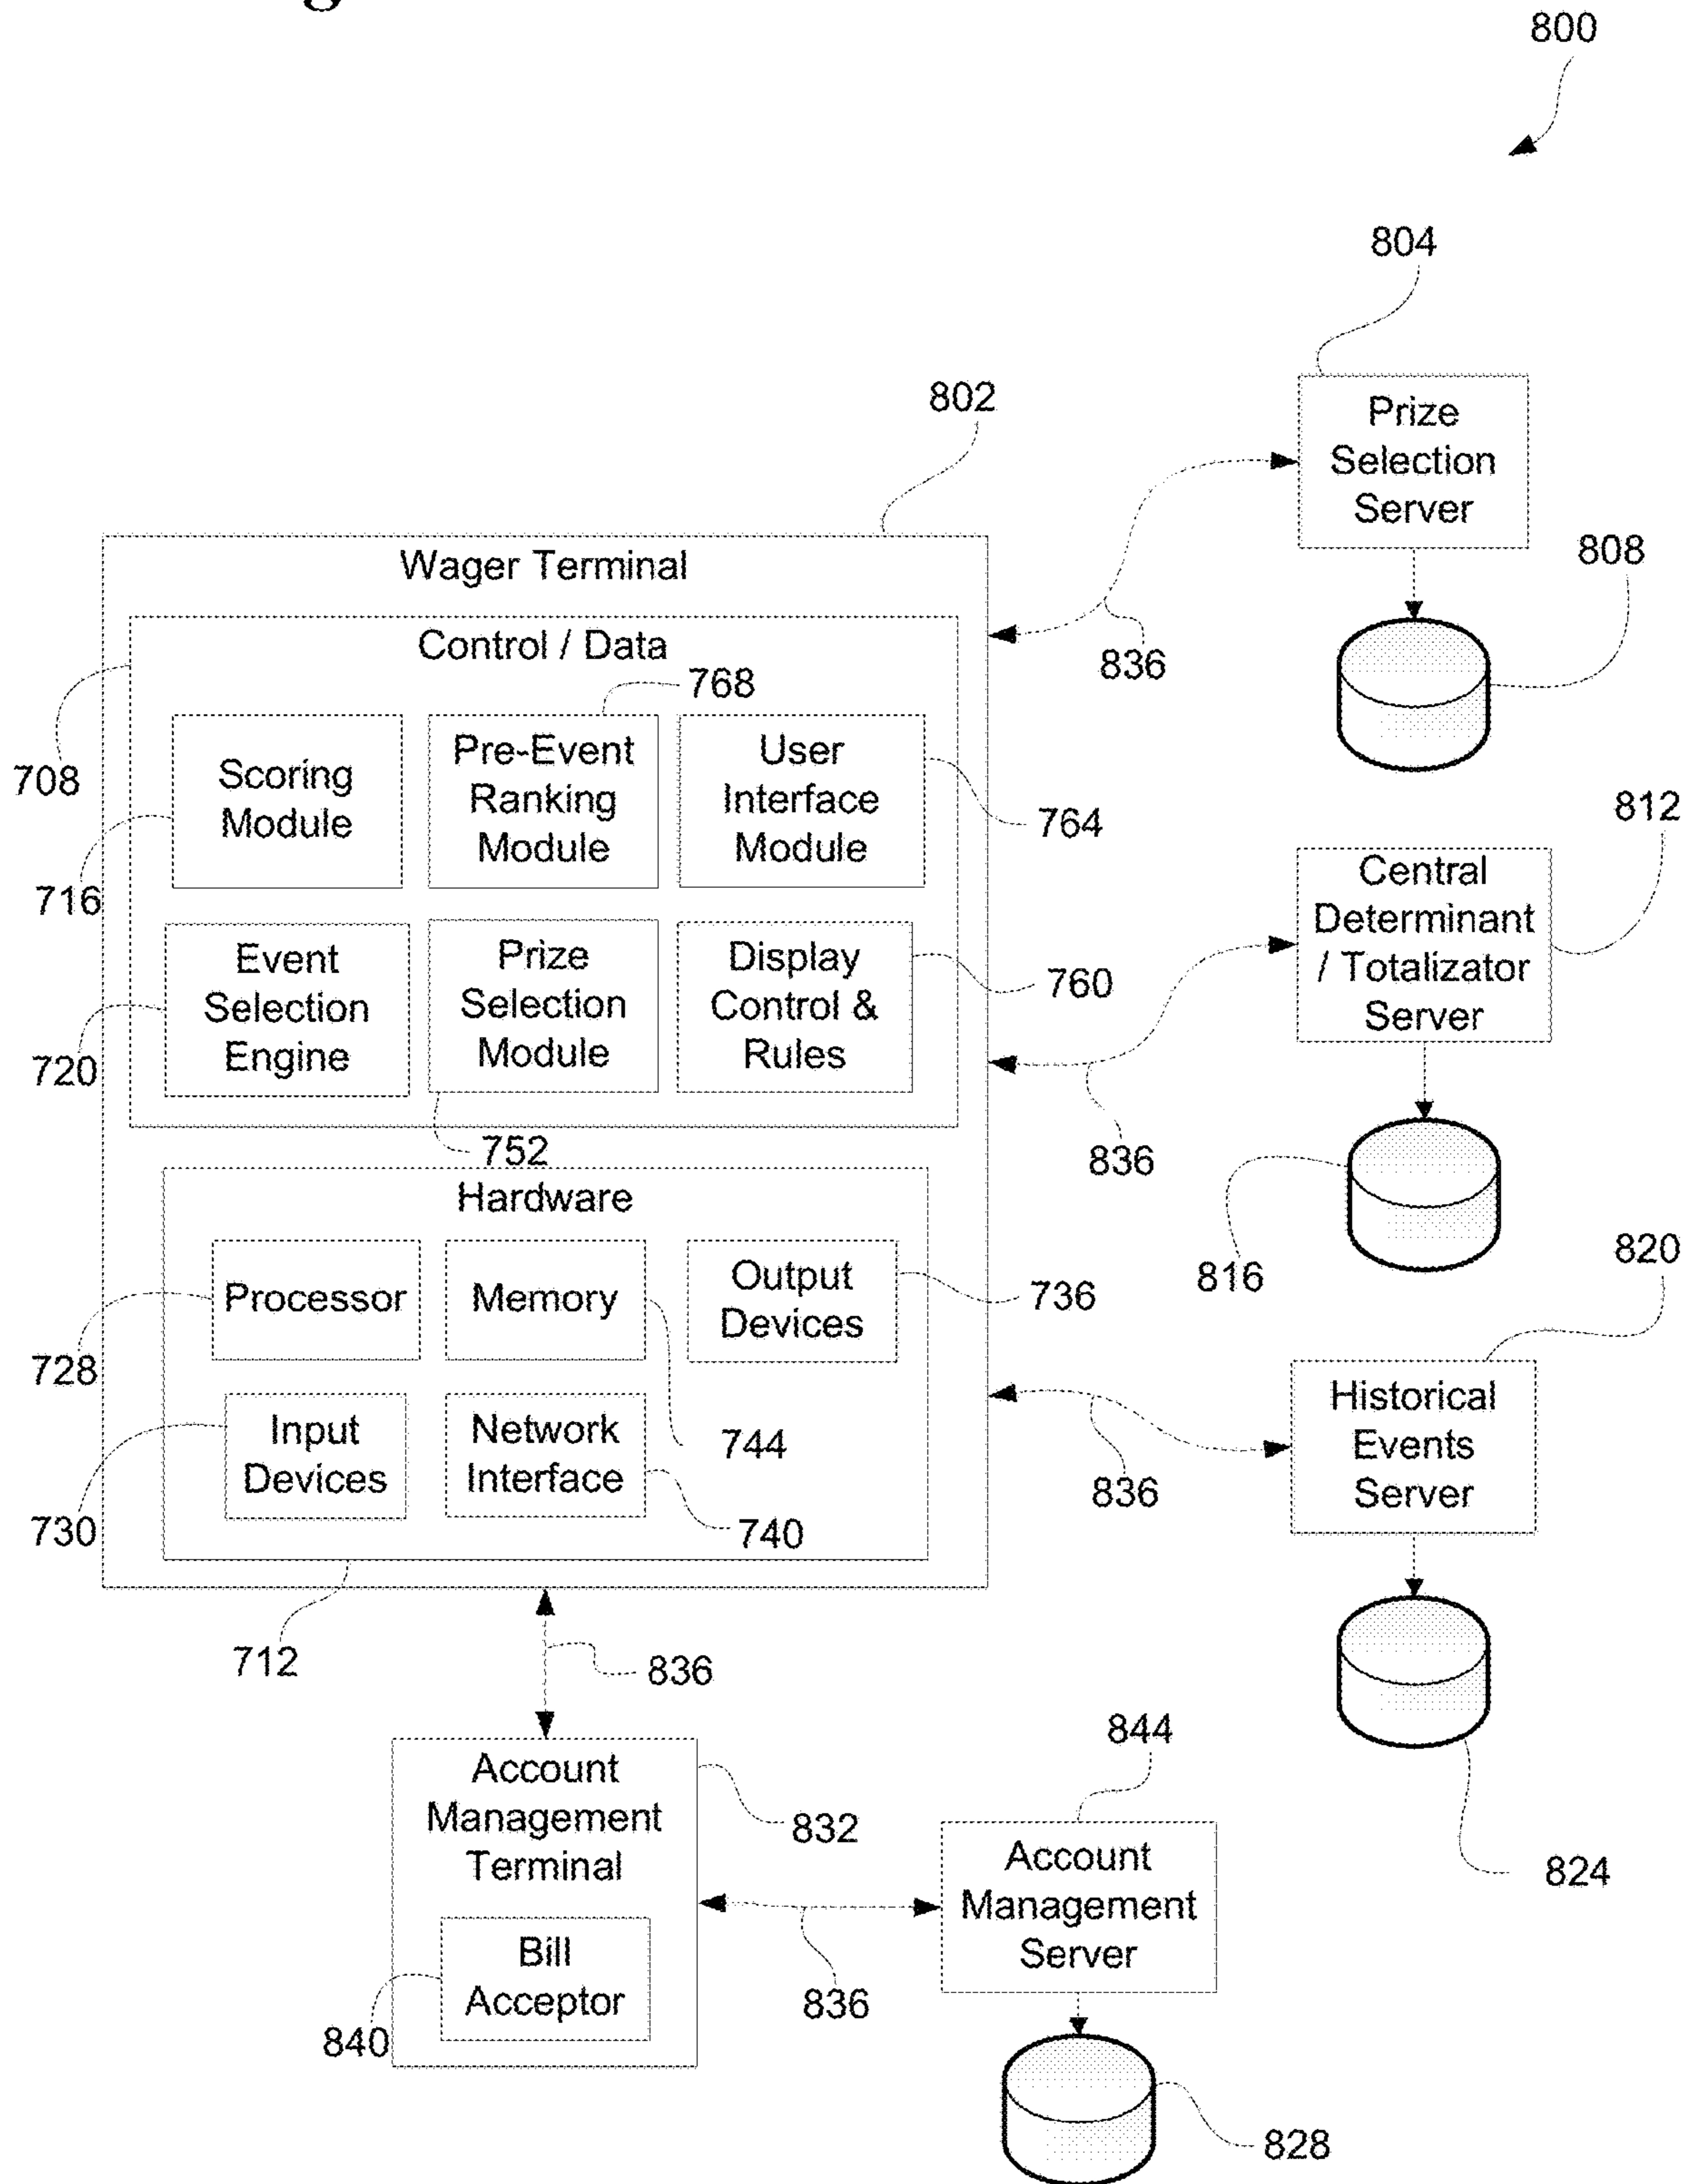 800
804
802
Prize
Selection
Server
808
836
Wager Terminal
Control / Data
768
708
Scoring
Module
Pre-Event
Ranking
Module
User
Interface
Module
764
716
812
Central
Determinant
/ Totalizator
Server
Event
Selection
Engine
Prize
Selection
Module
Display
Control &
Rules
760
720
752
836
816
Hardware
Processor
Memory
Output
Devices
736
728
820
Historical
Events
Server
Input
Devices
Network
Interface
744
730
740
836
712
836
824
Account
Management
Terminal
832
844
Account
Management
Server
Bill
Acceptor
840
836
828